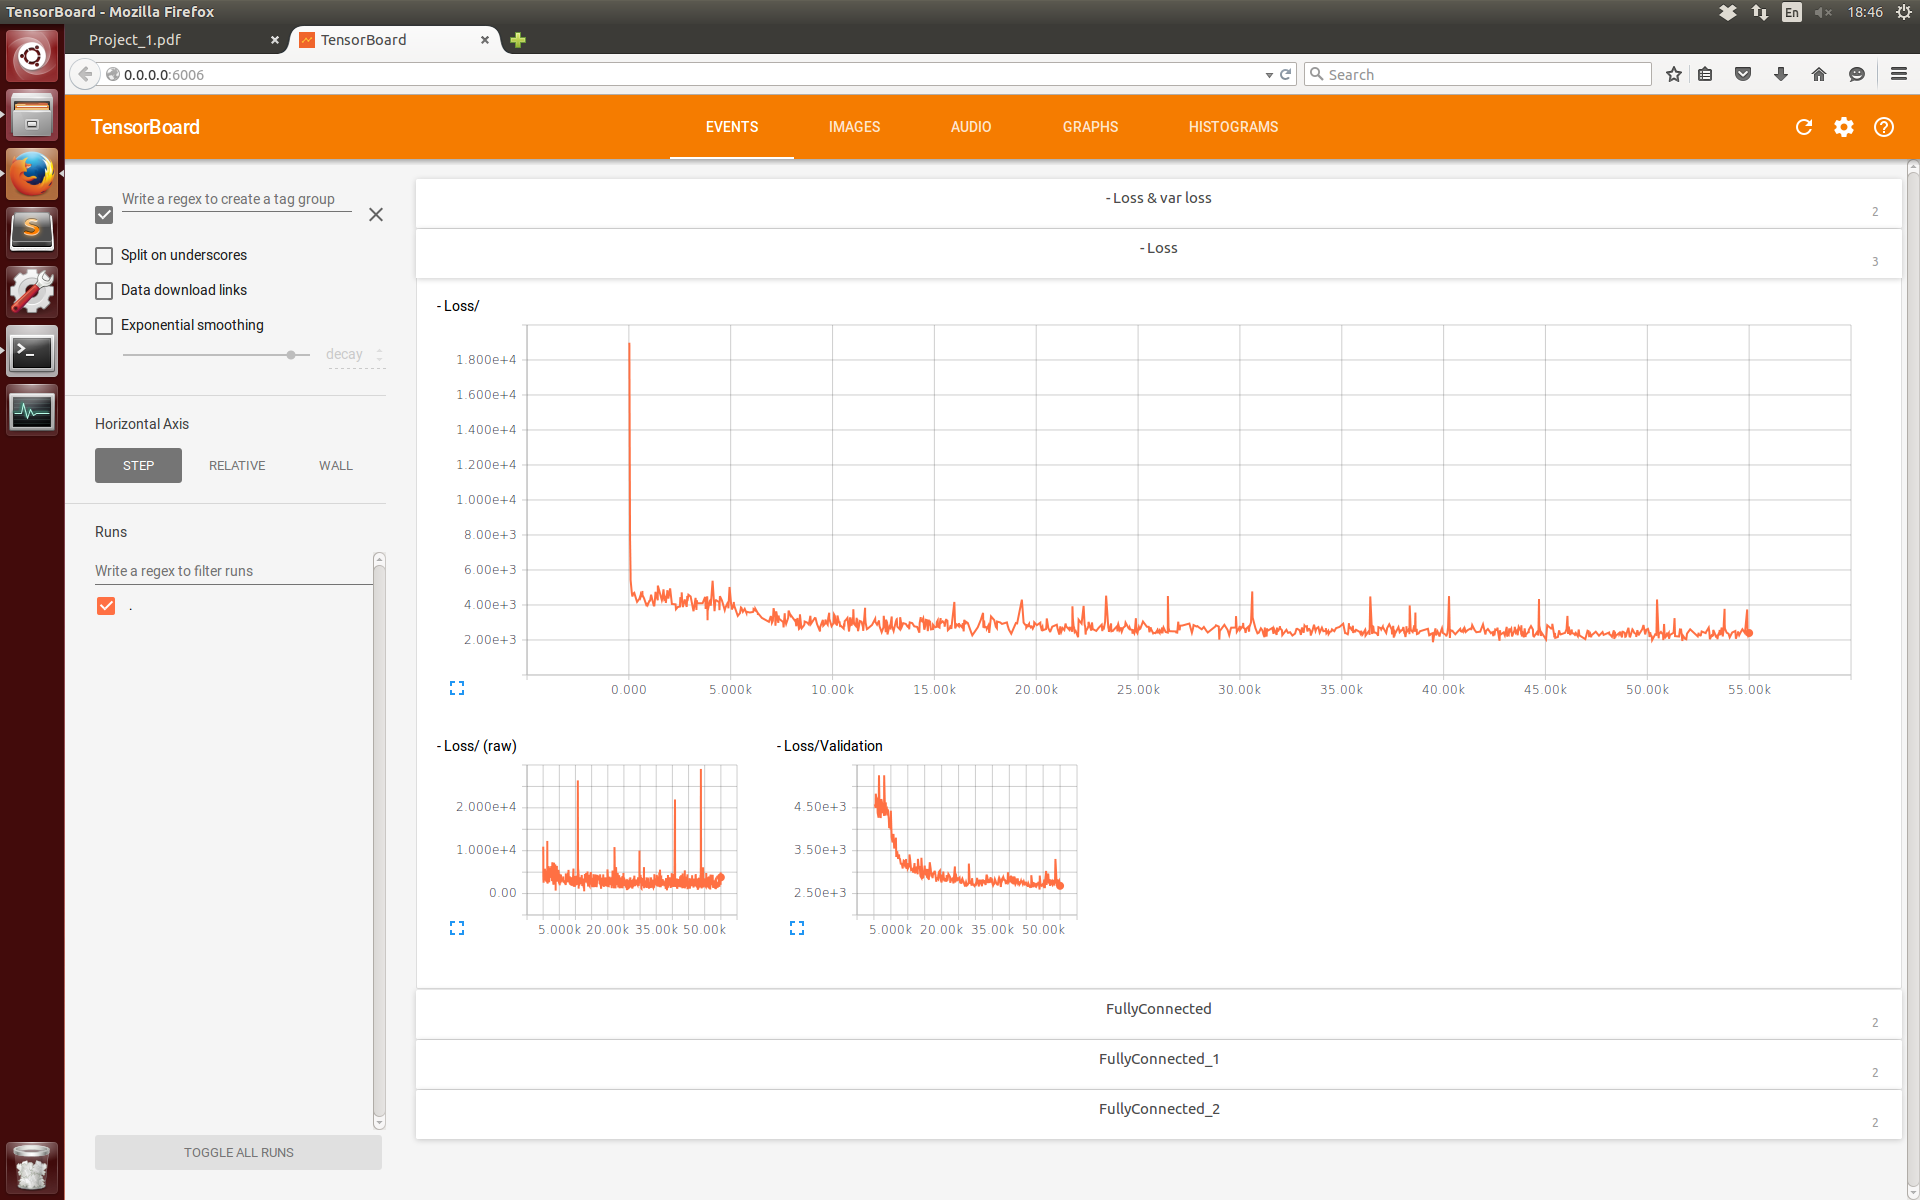 TensorBoard - Mozilla Firefox
En
18:46
Project_1.pdf
TensorBoard
0.0.0.0:6006
Search
TensorBoard
EVENTS
IMAGES
AUDIO
GRAPHS
HISTOGRAMS
Write a regex to create a tag group
Split on underscores
Data download links
Exponential smoothing
decay
Horizontal Axis
STEP
RELATIVE
WALL
Runs
Write a regex to filter runs
.
TOGGLE ALL RUNS
- Loss & var loss
2
- Loss
3
- Loss/
1.800e+4
1.600e+4
1.400e+4
1.200e+4
1.000e+4
8.00e+3
6.00e+3
4.00e+3
2.00e+3
0.000 5.000k 10.00k 15.00k 20.00k 25.00k 30.00k 35.00k 40.00k 45.00k 50.00k 55.00k
- Loss/ (raw)
2.000e+4
1.000e+4
0.00
5.000k 20.00k 35.00k 50.00k
- Loss/Validation
4.50e+3
3.50e+3
2.50e+3
5.000k 20.00k 35.00k 50.00k
FullyConnected
2
FullyConnected_1
2
FullyConnected_2
2